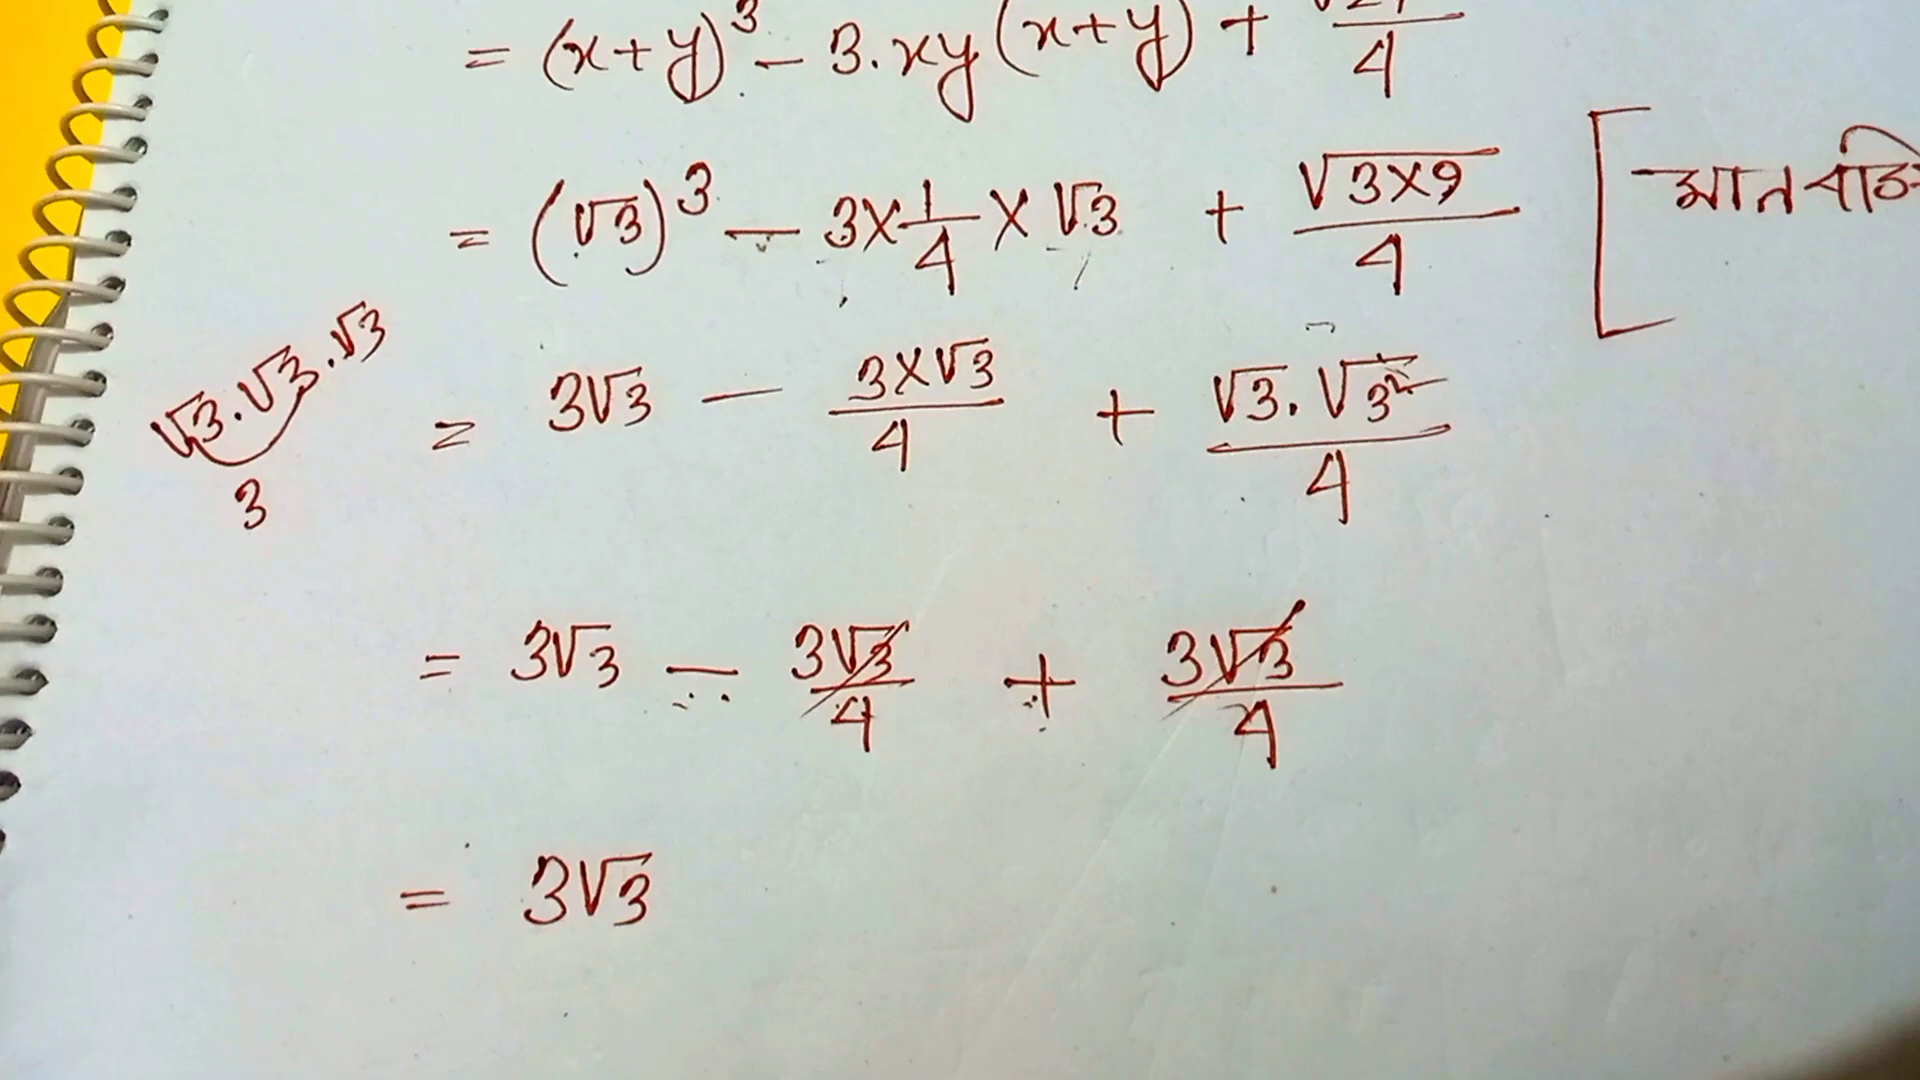 = (x+y)³ - 3.xy(x+y) + √27/4
= (√3)³ - 3×1/4×√3 + √3×9/4 [মান
= 3√3 - 3×√3/4 + √3.√3²/4
√3.√3.√3
3
= 3√3 - 3√3/4 + 3√3/4
= 3√3